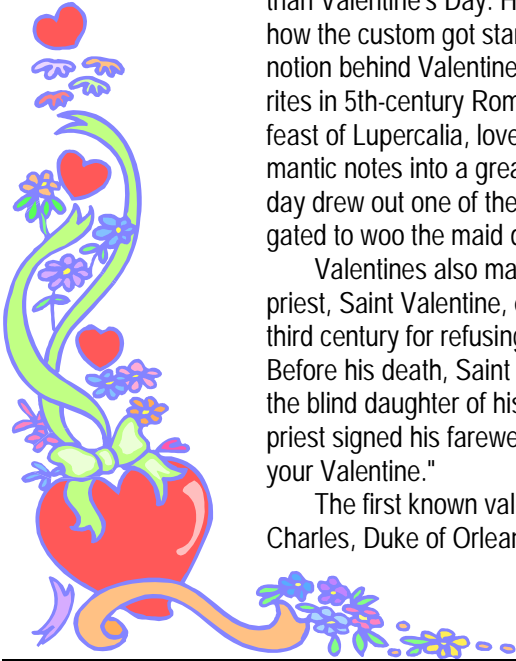 than Valentine's Day. H
how the custom got star
notion behind Valentine
rites in 5th-century Rom
feast of Lupercalia, love
mantic notes into a grea
day drew out one of the
gated to woo the maid
Valentines also ma
priest, Saint Valentine,
third century for refusing
Before his death, Saint
the blind daughter of his
priest signed his farewe
your Valentine."
The first known val
Charles, Duke of Orlean